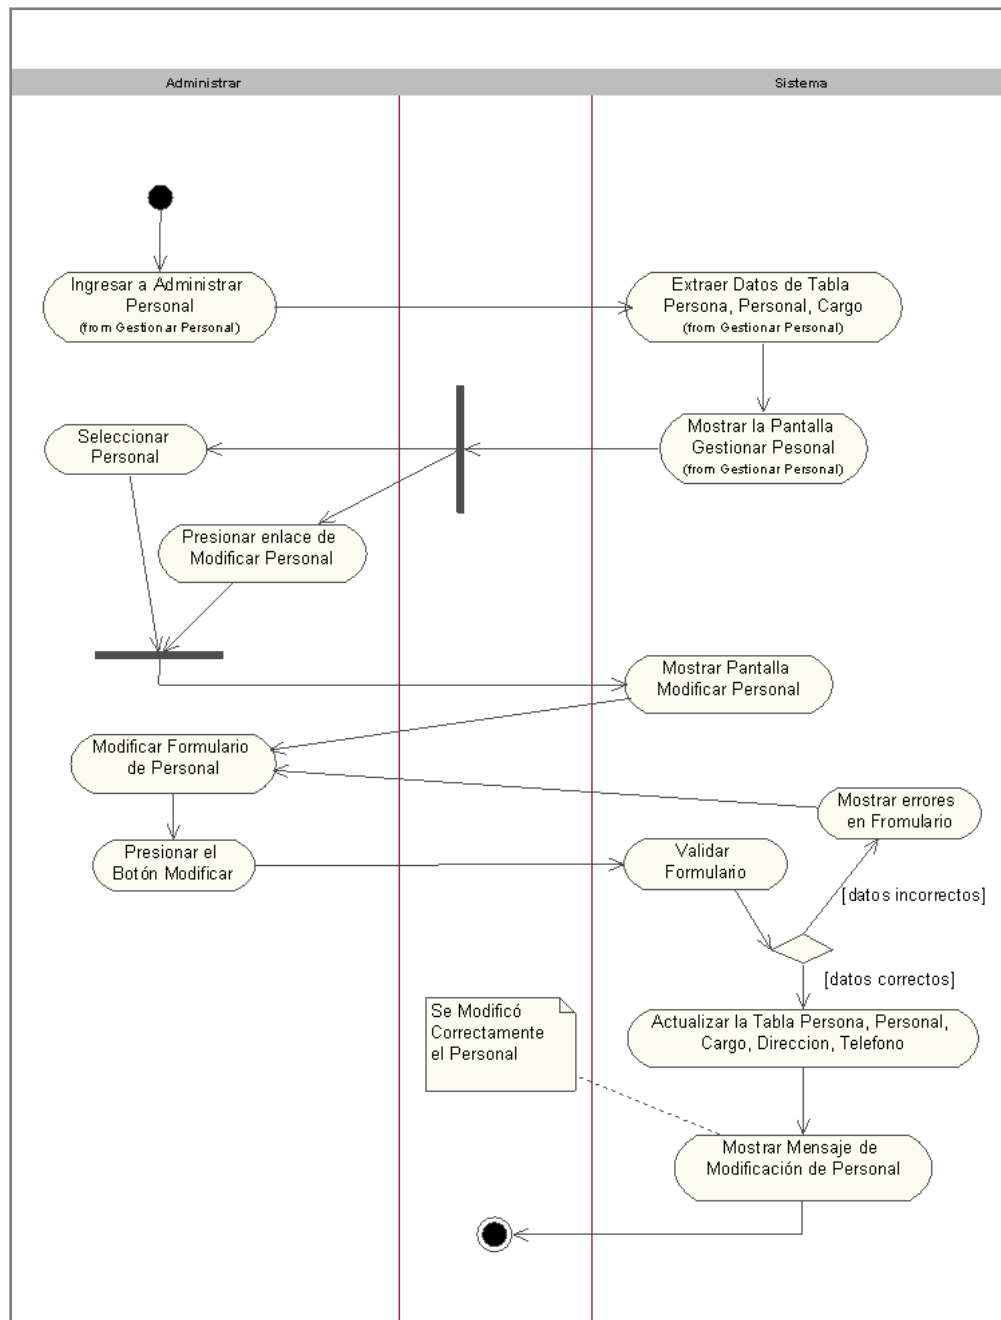 Administrar
Sistema
Ingresar a Administrar
Personal
(from Gestionar Personal)
Extraer Datos de Tabla
Persona, Personal, Cargo
(from Gestionar Personal)
Seleccionar
Personal
Mostrar la Pantalla
Gestionar Pesonal
(from Gestionar Personal)
Presionar enlace de
Modificar Personal
Mostrar Pantalla
Modificar Personal
Modificar Formulario
de Personal
Mostrar errores
en Fromulario
Presionar el
Botón Modificar
Validar
Formulario
[datos incorrectos]
[datos correctos]
Se Modificó
Correctamente
el Personal
Actualizar la Tabla Persona, Personal,
Cargo, Direccion, Telefono
Mostrar Mensaje de
Modificación de Personal